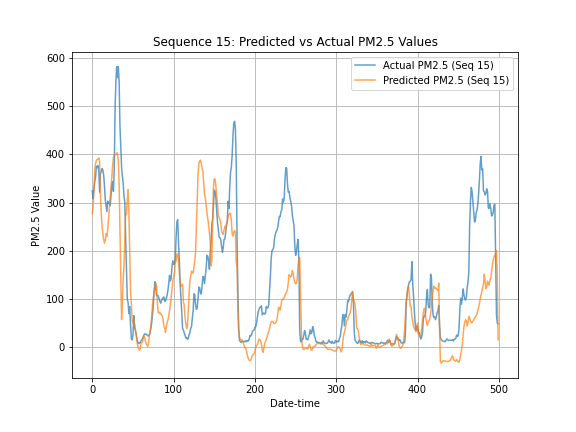 Sequence 15: Predicted vs Actual PM2.5 Values
Actual PM2.5 (Seq 15)
Predicted PM2.5 (Seq 15)
PM2.5 Value
600
500
400
300
200
100
0
0 100 200 300 400 500
Date-time